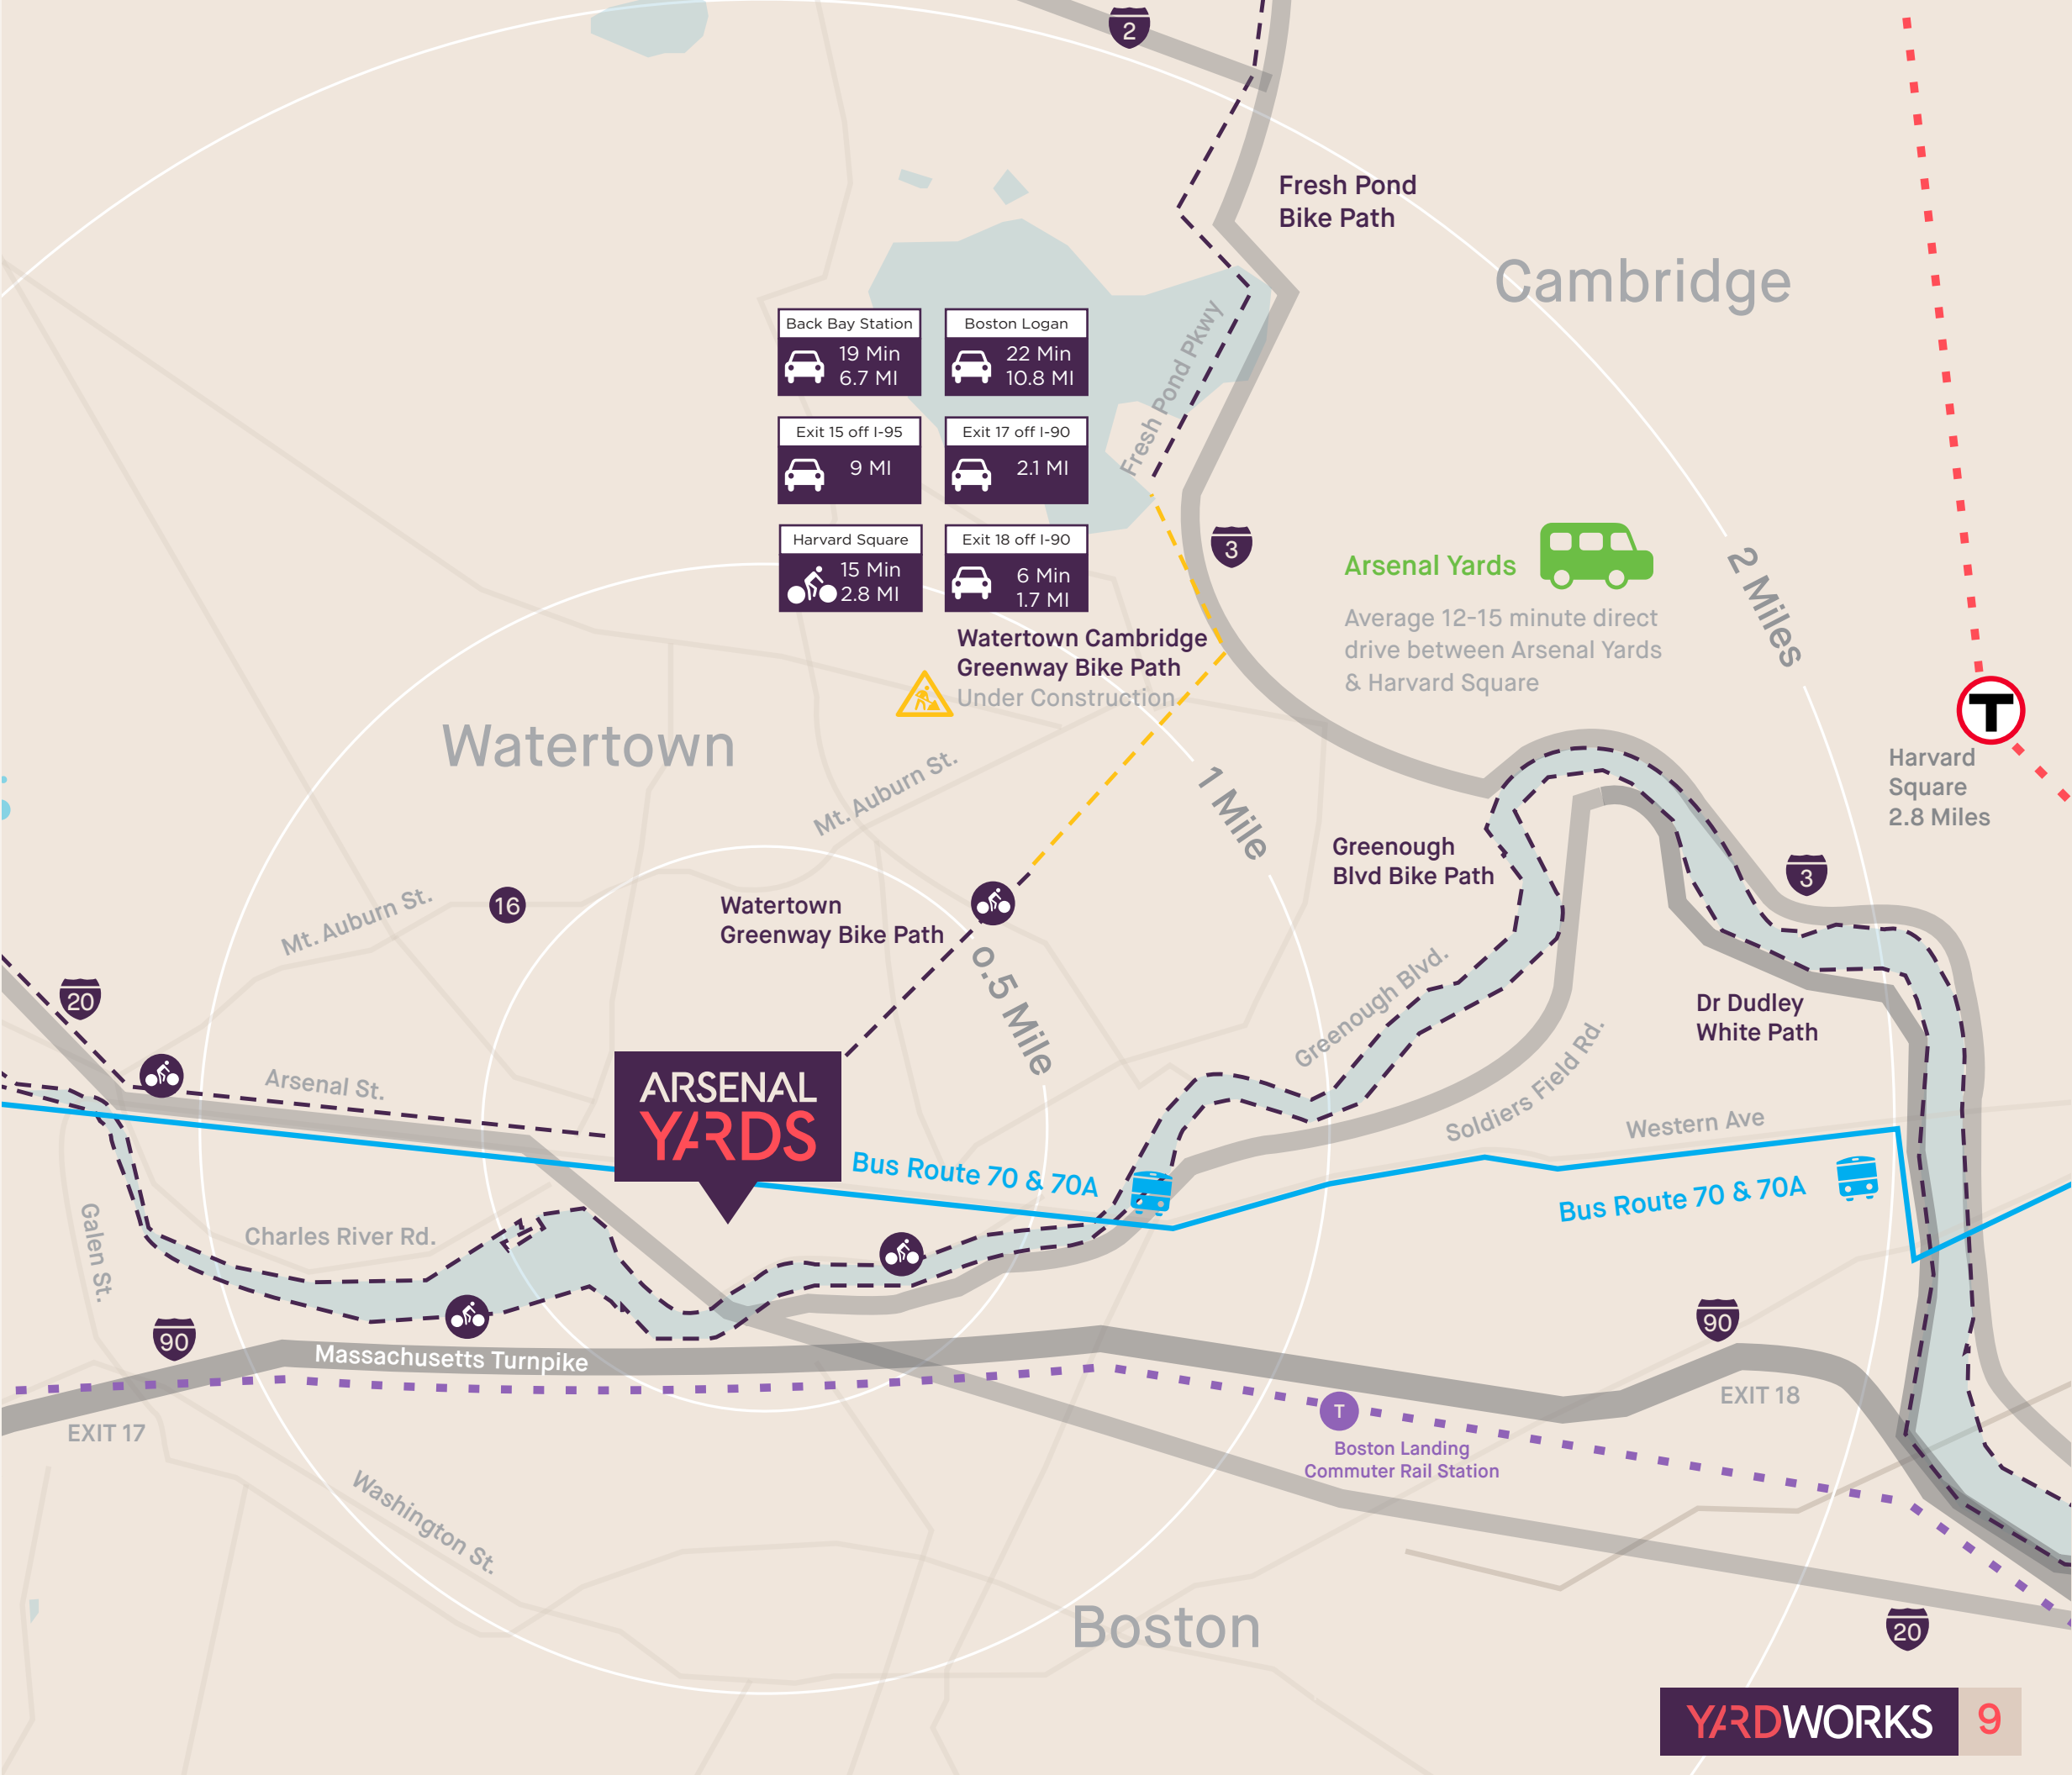 2
Fresh Pond
Bike Path
Cambridge
Back Bay Station
19 Min
6.7 MI
Boston Logan
22 Min
10.8 MI
Fresh Pond Pkwy
Exit 15 off I-95
9 MI
Exit 17 off I-90
2.1 MI
Harvard Square
15 Min
2.8 MI
Exit 18 off I-90
6 Min
1.7 MI
3
Arsenal Yards
Average 12-15 minute direct
drive between Arsenal Yards
& Harvard Square
2 Miles
Watertown Cambridge
Greenway Bike Path
Under Construction
Watertown
T
Harvard
Square
2.8 Miles
Mt. Auburn St.
1 Mile
Greenough
Blvd Bike Path
3
Mt. Auburn St.
16
Watertown
Greenway Bike Path
0.5 Mile
20
Greenough Blvd.
Dr Dudley
White Path
Arsenal St.
ARSENAL
YARDS
Soldiers Field Rd.
Western Ave
Bus Route 70 & 70A
Bus Route 70 & 70A
Galen St.
Charles River Rd.
90
90
Massachusetts Turnpike
EXIT 18
EXIT 17
T
Boston Landing
Commuter Rail Station
Washington St.
Boston
20
YARDWORKS
9